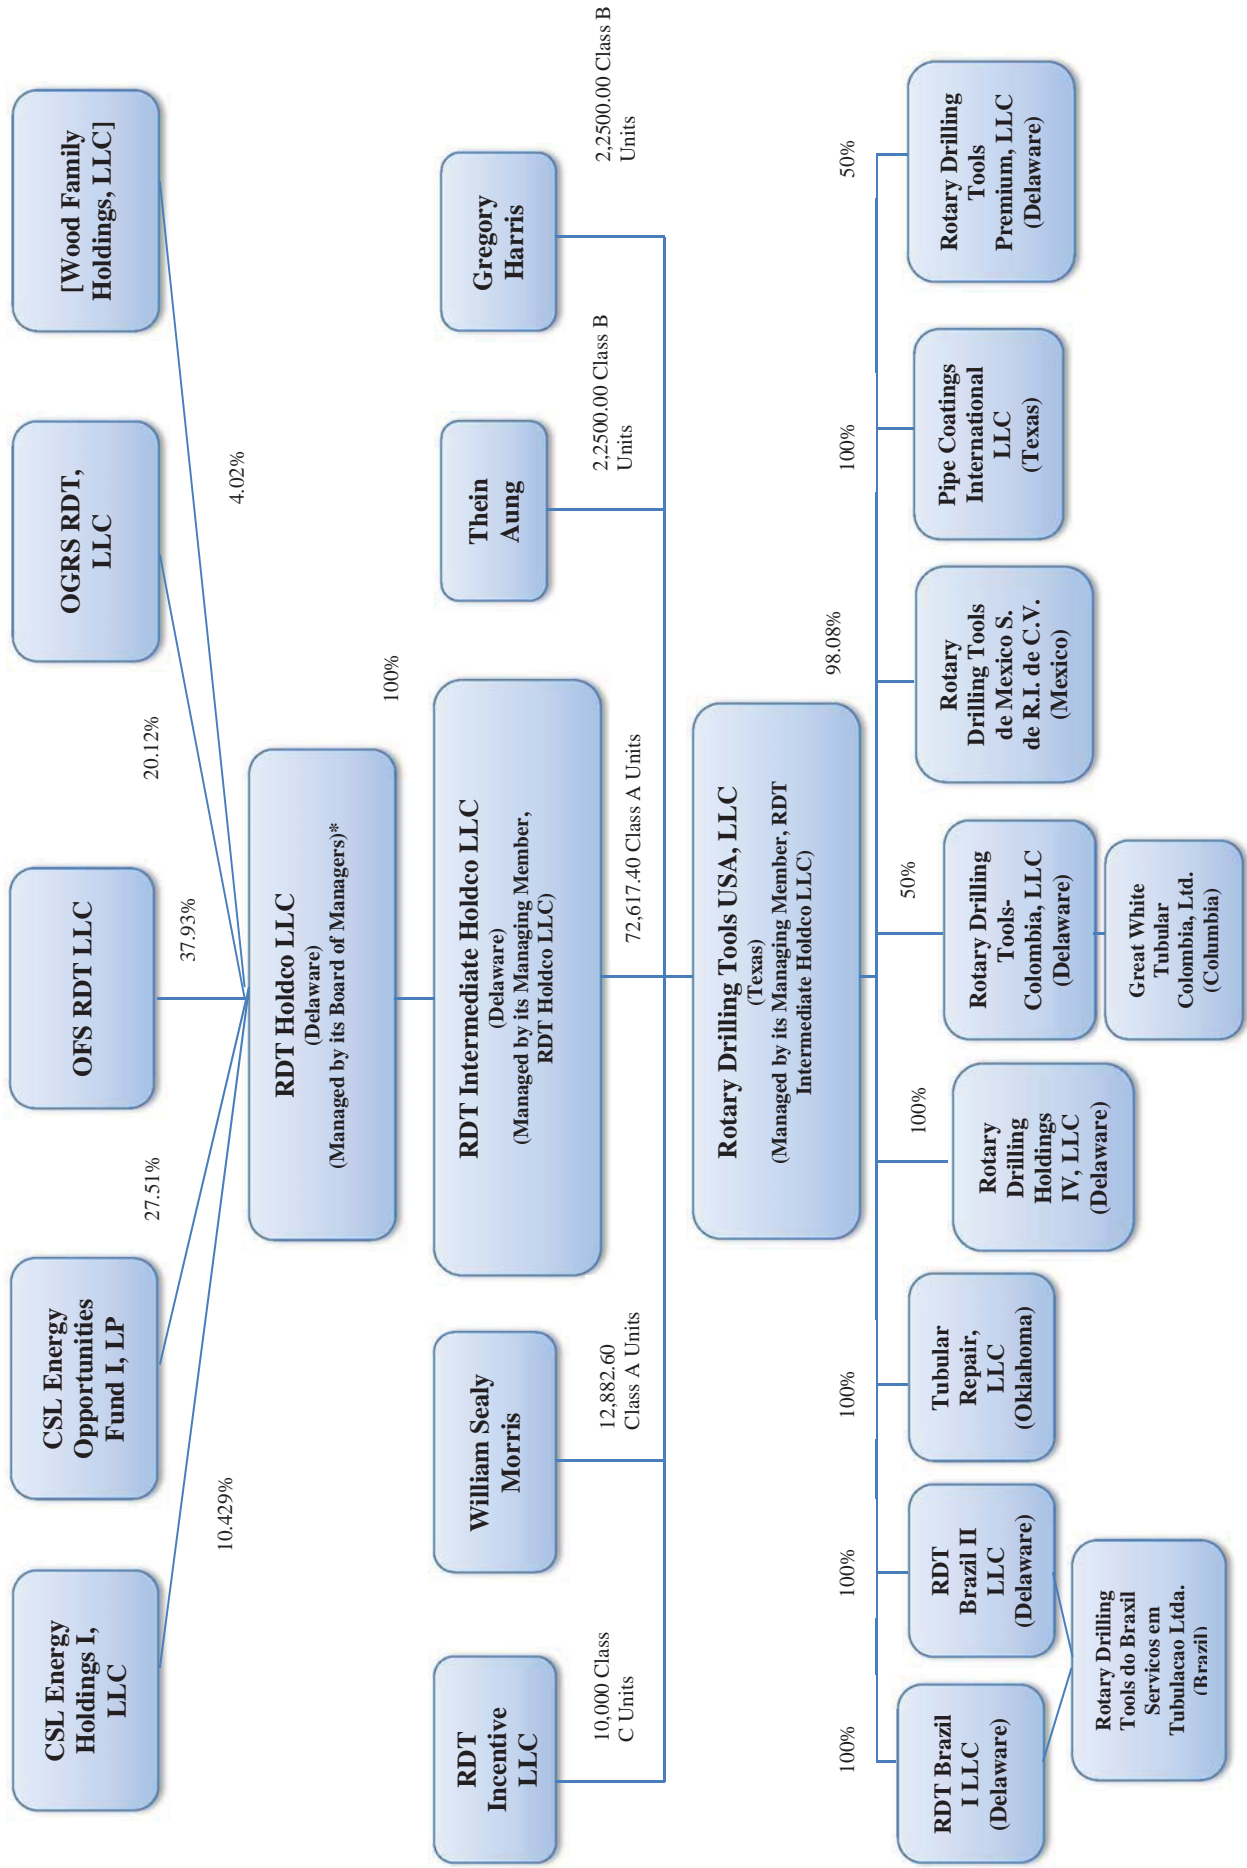 CSL Energy
Holdings I,
LLC
CSL Energy
Opportunities
Fund I, LP
OFS RDT LLC
OGRS RDT,
LLC
[Wood Family
Holdings, LLC]
10.429%
27.51%
37.93%
20.12%
4.02%
RDT Holdco LLC
(Delaware)
(Managed by its Board of Managers)*
100%
RDT
Incentive
LLC
William Sealy
Morris
RDT Intermediate Holdco LLC
(Delaware)
(Managed by its Managing Member,
RDT Holdco LLC)
Thein
Aung
Gregory
Harris
10,000 Class
C Units
12,882.60
Class A Units
72,617.40 Class A Units
2,2500.00 Class B
Units
2,2500.00 Class B
Units
Rotary Drilling Tools USA, LLC
(Texas)
(Managed by its Managing Member, RDT
Intermediate Holdco LLC)
100%
100%
100%
100%
50%
98.08%
100%
50%
RDT Brazil
I LLC
(Delaware)
RDT
Brazil II
LLC
(Delaware)
Tubular
Repair,
LLC
(Oklahoma)
Rotary
Drilling
Holdings
IV, LLC
(Delaware)
Rotary Drilling
Tools-
Colombia, LLC
(Delaware)
Rotary
Drilling Tools
de Mexico S.
de R.I. de C.V.
(Mexico)
Pipe Coatings
International
LLC
(Texas)
Rotary Drilling
Tools
Premium, LLC
(Delaware)
Rotary Drilling
Tools do Braxil
Servicos em
Tubulacao Ltda.
(Brazil)
Great White
Tubular
Colombia, Ltd.
(Columbia)